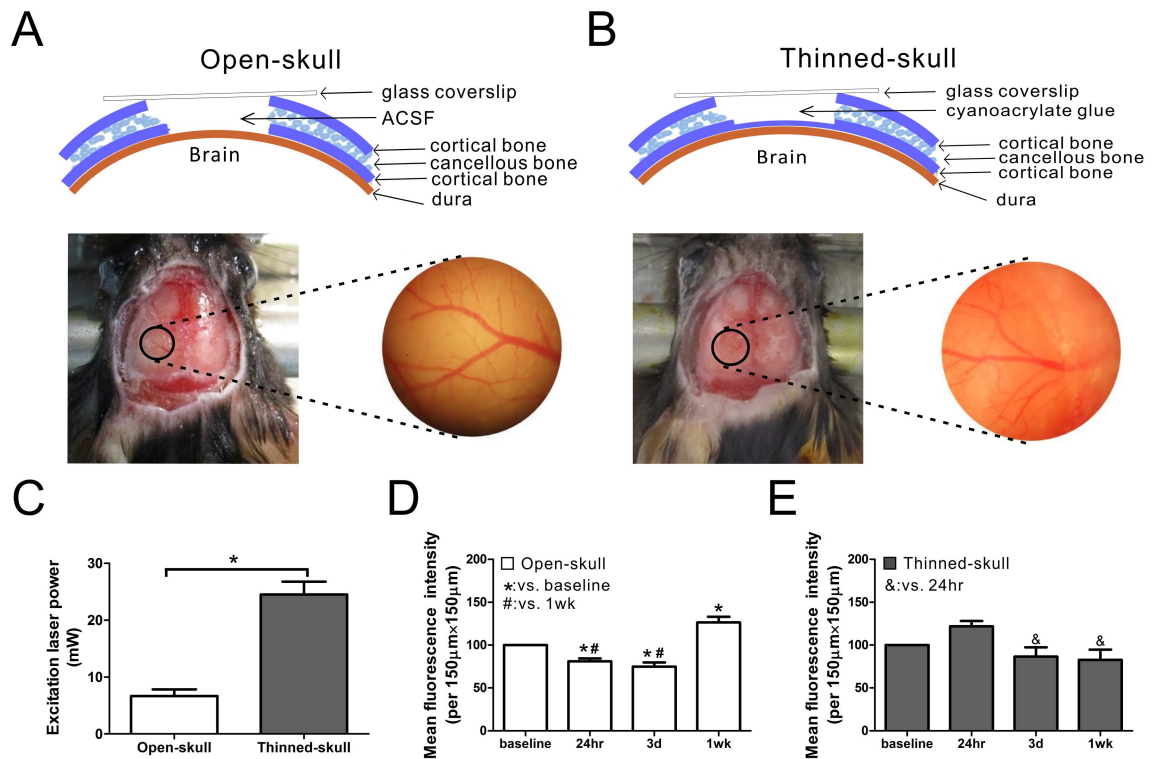 A
Open-skull
glass coverslip
ACSF
cortical bone
cancellous bone
cortical bone
dura
Brain
B
Thinned-skull
glass coverslip
cyanoacrylate glue
cortical bone
cancellous bone
cortical bone
dura
Brain
C
Excitation laser power
(mW)
30
20
10
0
*
Open-skull
Thinned-skull
D
Mean fluorescence intensity
(per 150μm×150μm)
200
150
100
50
0
Open-skull
*:vs. baseline
#:vs. 1wk
*#
*#
*
baseline
24hr
3d
1wk
E
Mean fluorescence intensity
(per 150μm×150μm)
200
150
100
50
0
Thinned-skull
&:vs. 24hr
&
&
baseline
24hr
3d
1wk